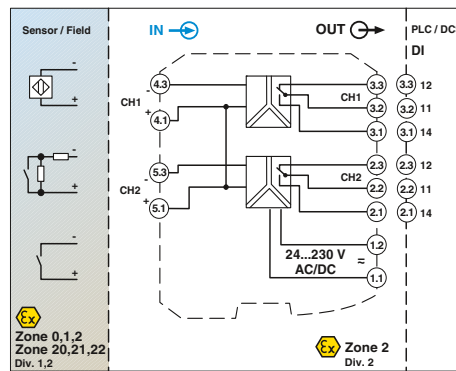 Sensor / Field
IN
OUT
PLC / DCS
DI
-
+
-
+
-
+
4.3
-
CH1
+
4.1
5.3
-
CH2
+
5.1
3.3
CH1
3.2
3.1
2.3
CH2
2.2
2.1
1.2
24...230 V
AC/DC
≈
1.1
3.3 12
3.2 11
3.1 14
2.3 12
2.2 11
2.1 14
Ex
Zone 0,1,2
Zone 20,21,22
Div. 1,2
Ex
Zone 2
Div. 2